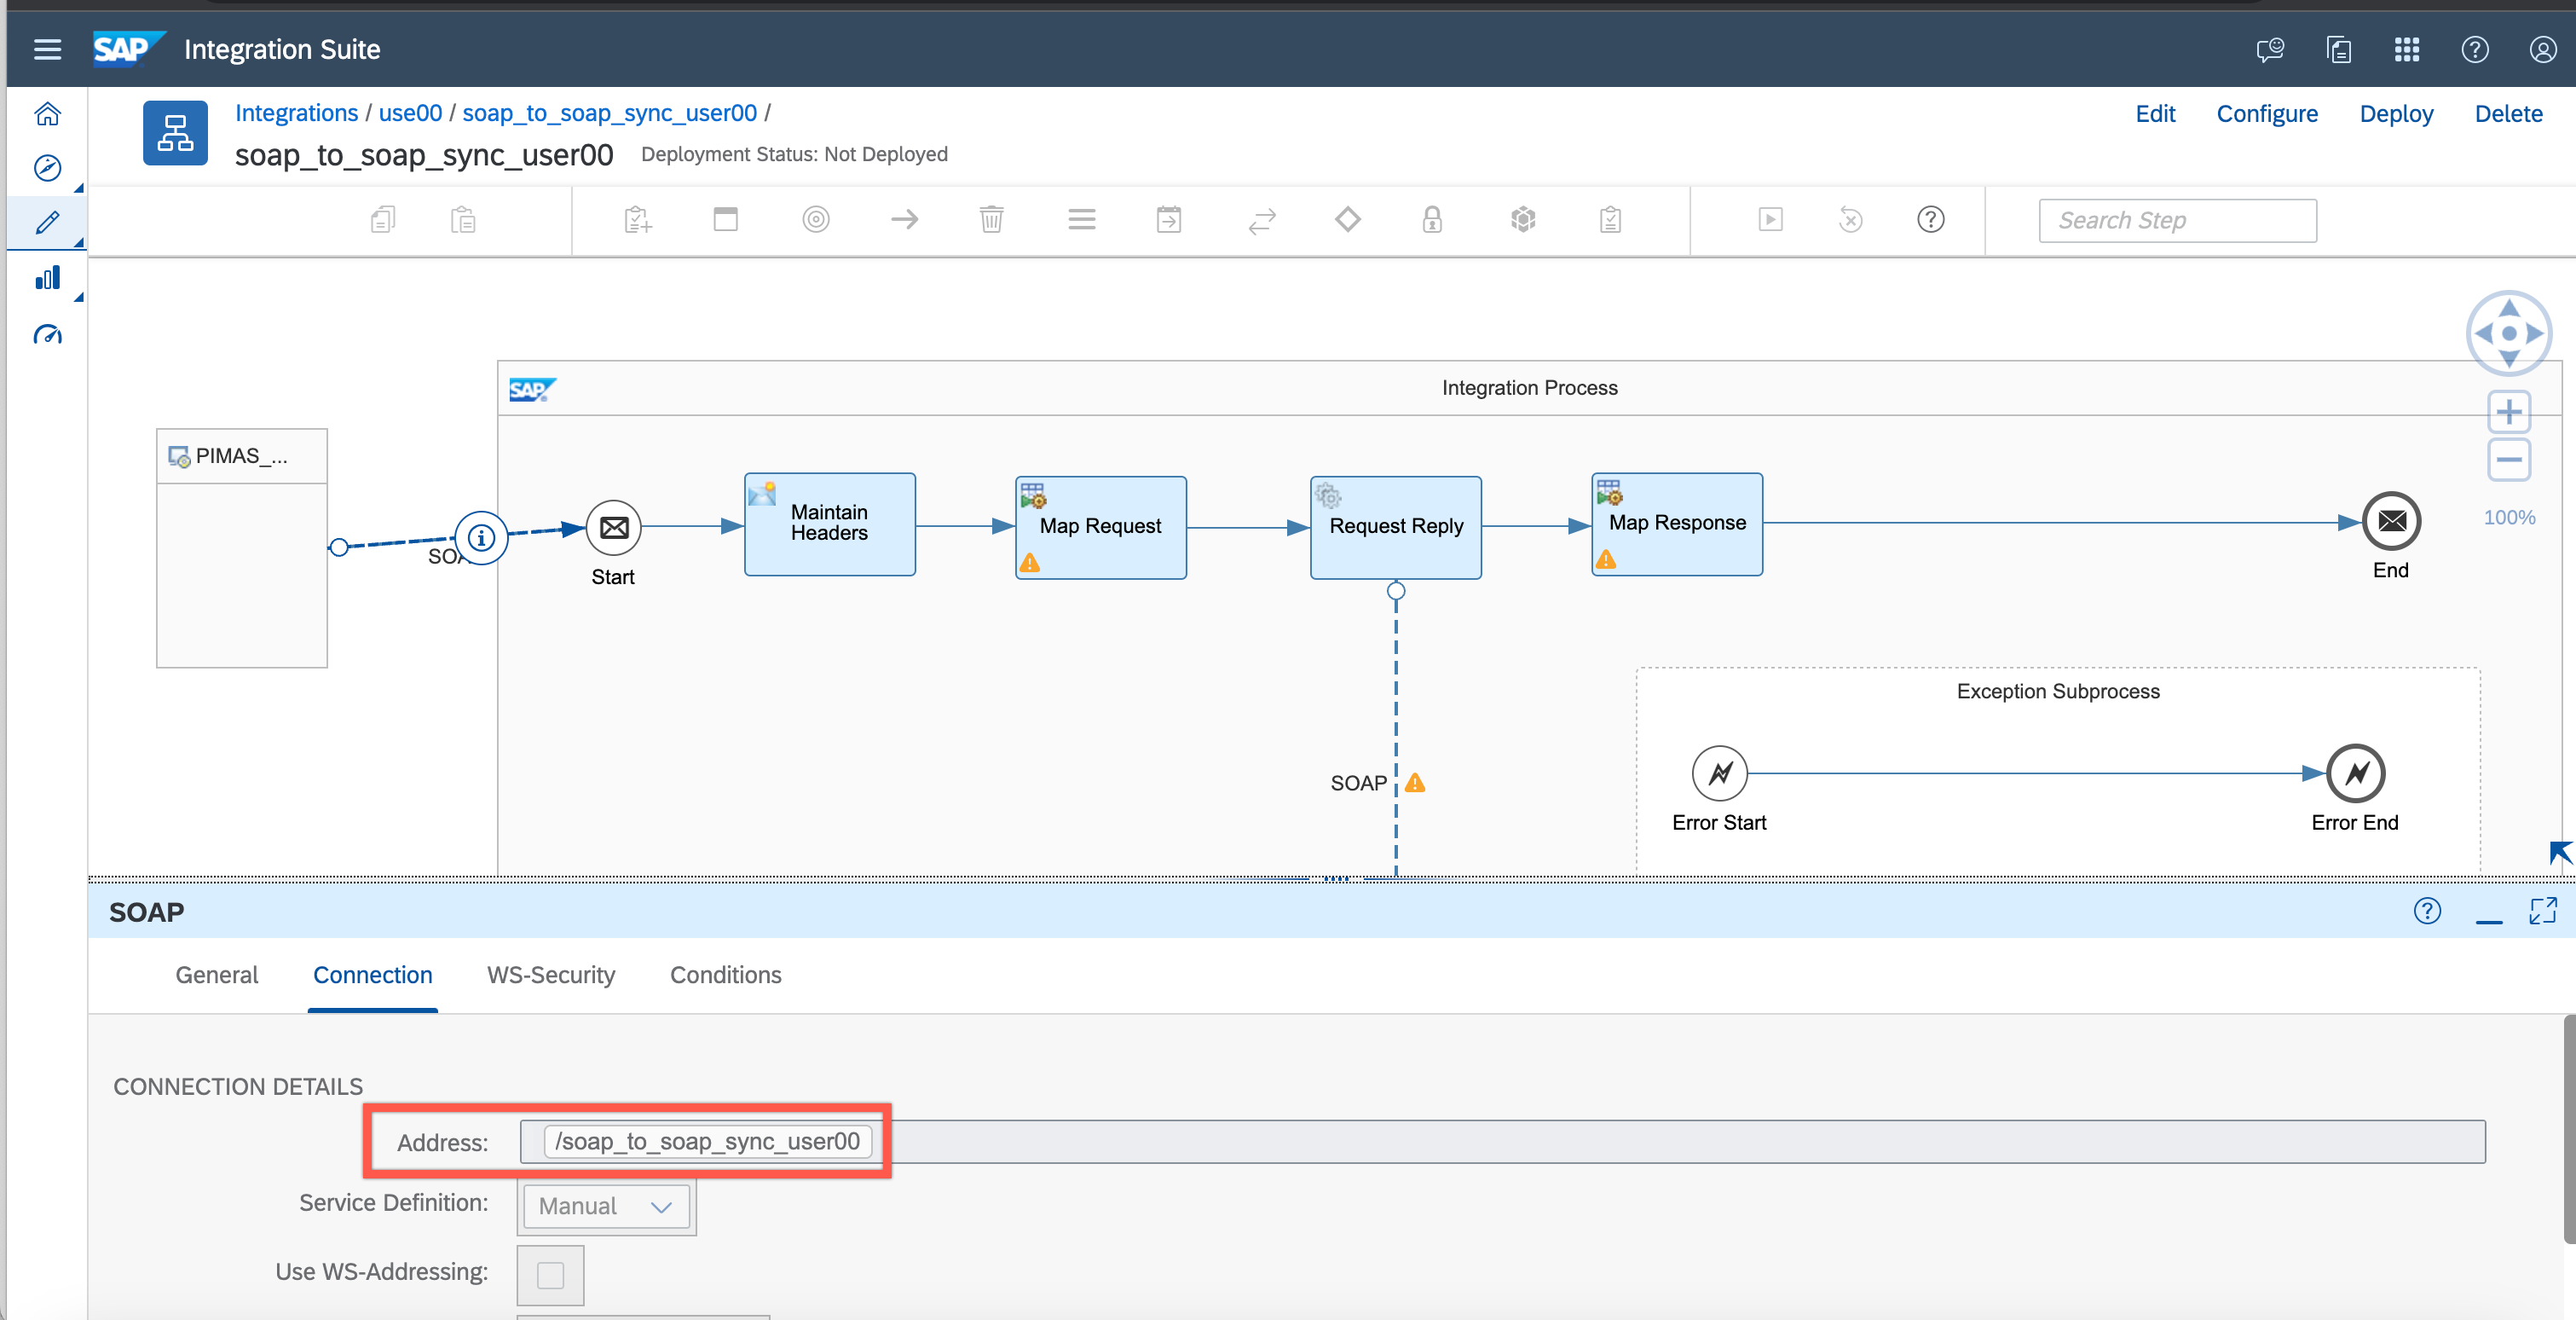 SAP Integration Suite
Integrations / use00 / soap_to_soap_sync_user00 /
Edit Configure Deploy Delete
soap_to_soap_sync_user00 Deployment Status: Not Deployed
Search Step
SAP Integration Process
PIMAS_...
Maintain
Headers
Map Request
Request Reply
Map Response
100%
SOA
Start
End
Exception Subprocess
SOAP
Error Start
Error End
SOAP
General Connection WS-Security Conditions
CONNECTION DETAILS
Address: /soap_to_soap_sync_user00
Service Definition: Manual
Use WS-Addressing: